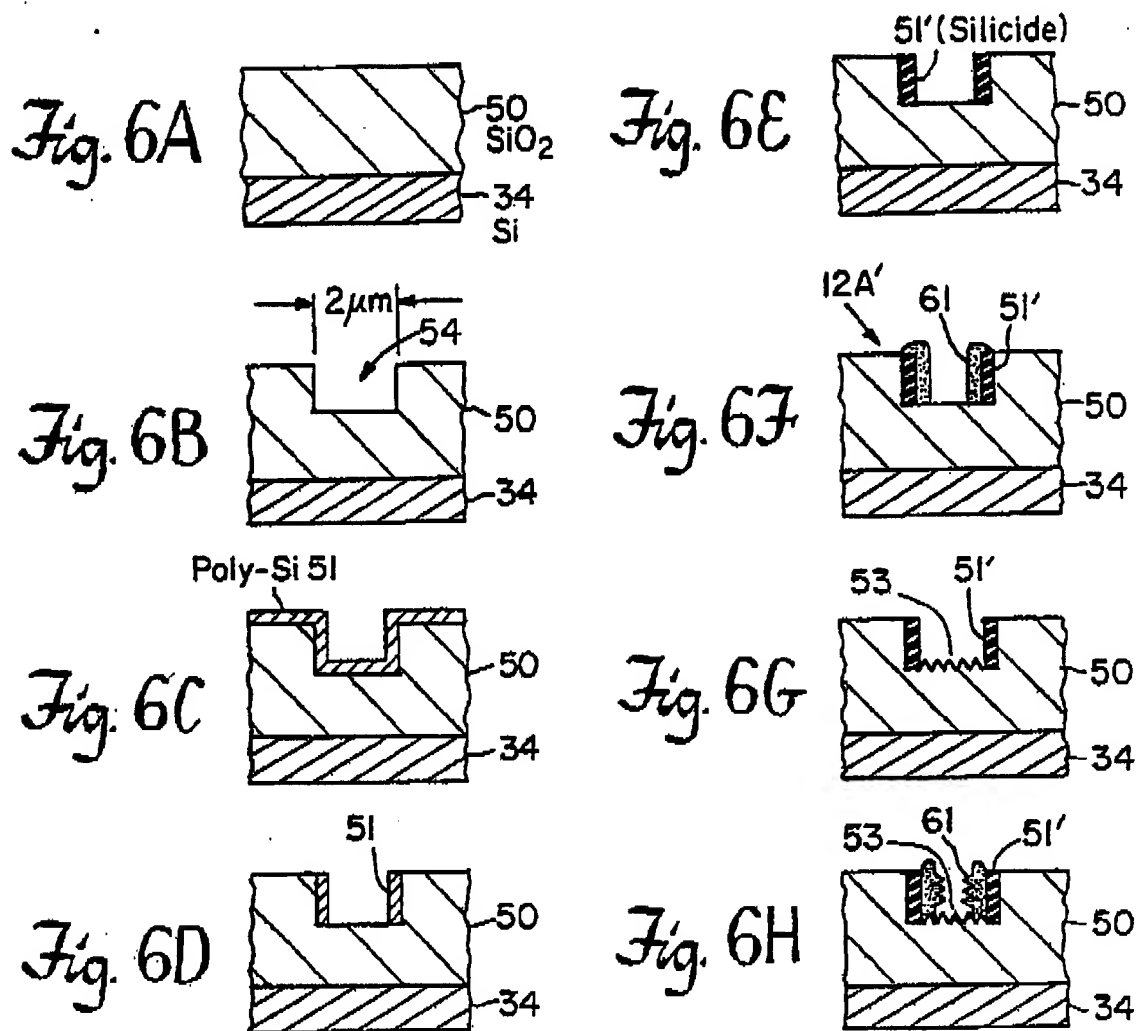 Fig. 6A
50
SiO2
34
Si
Fig. 6B
2μm
54
50
34
Fig. 6C
Poly-Si 51
50
34
Fig. 6D
51
50
34
Fig. 6E
51' (Silicide)
50
34
Fig. 6F
12A'
61
51'
50
34
Fig. 6G
53
51'
50
34
Fig. 6H
53
61
51'
50
34